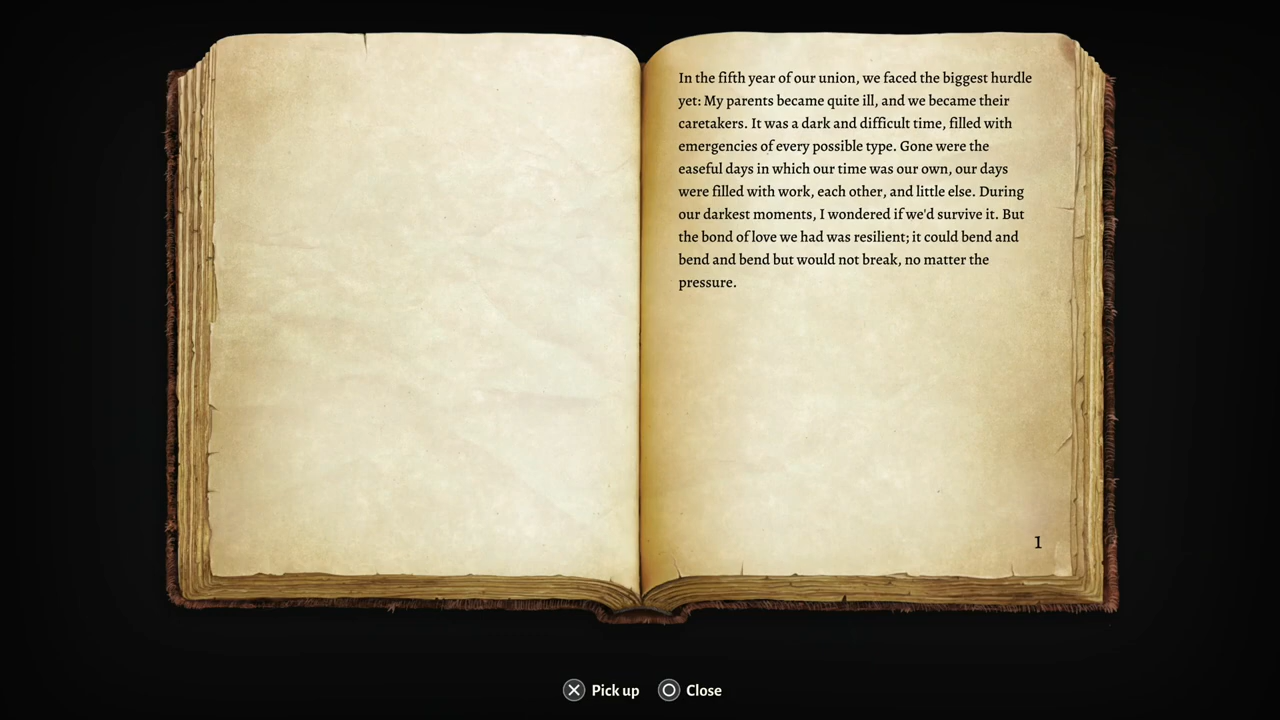 In the fifth year of our union, we faced the biggest hurdle
yet: My parents became quite ill, and we became their
caretakers. It was a dark and difficult time, filled with
emergencies of every possible type. Gone were the
easeful days in which our time was our own, our days
were filled with work, each other, and little else. During
our darkest moments, I wondered if we'd survive it. But
the bond of love we had was resilient; it could bend and
bend and bend but would not break, no matter the
pressure.
1
Pick up Close